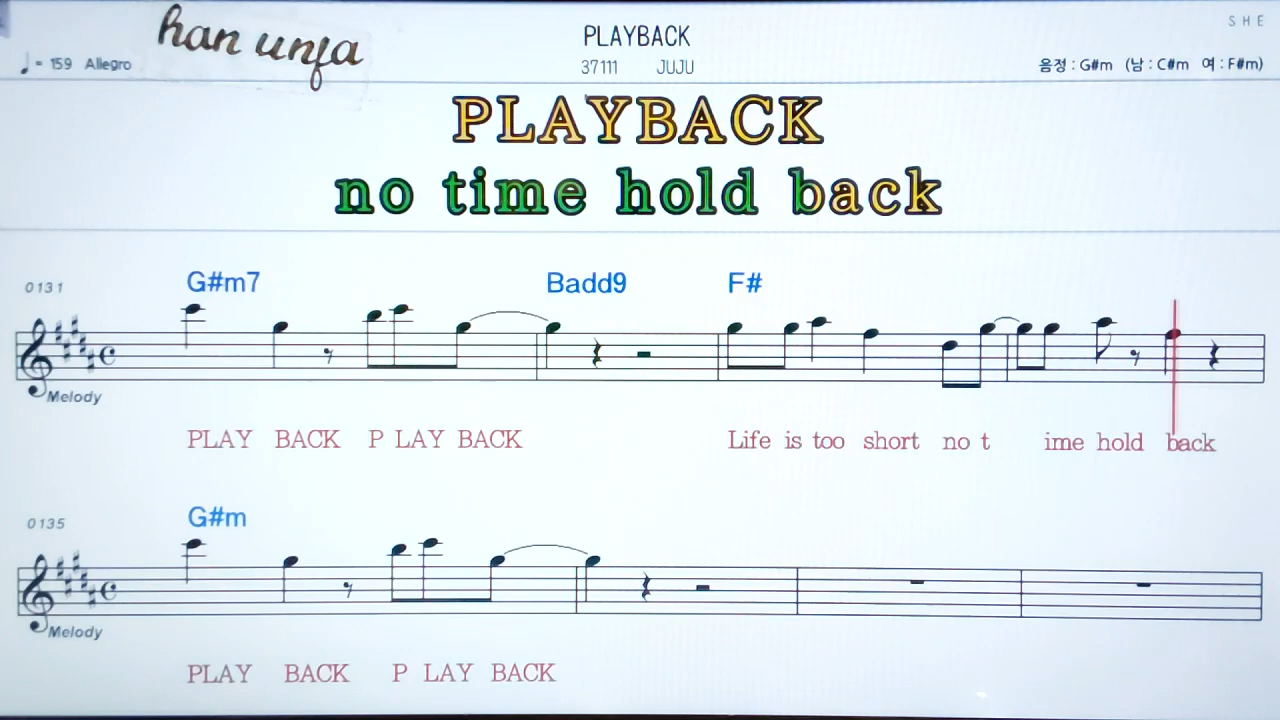 han unfa
PLAYBACK
SHE
♩= 159 Allegro
37111 JUJU
음정 : G#m (남 : C#m 여 : F#m)
PLAYBACK
no time hold back
0131
G#m7 Badd9 F#
Melody
PLAY BACK P LAY BACK Life is too short no t ime hold back
0135
G#m
Melody
PLAY BACK P LAY BACK